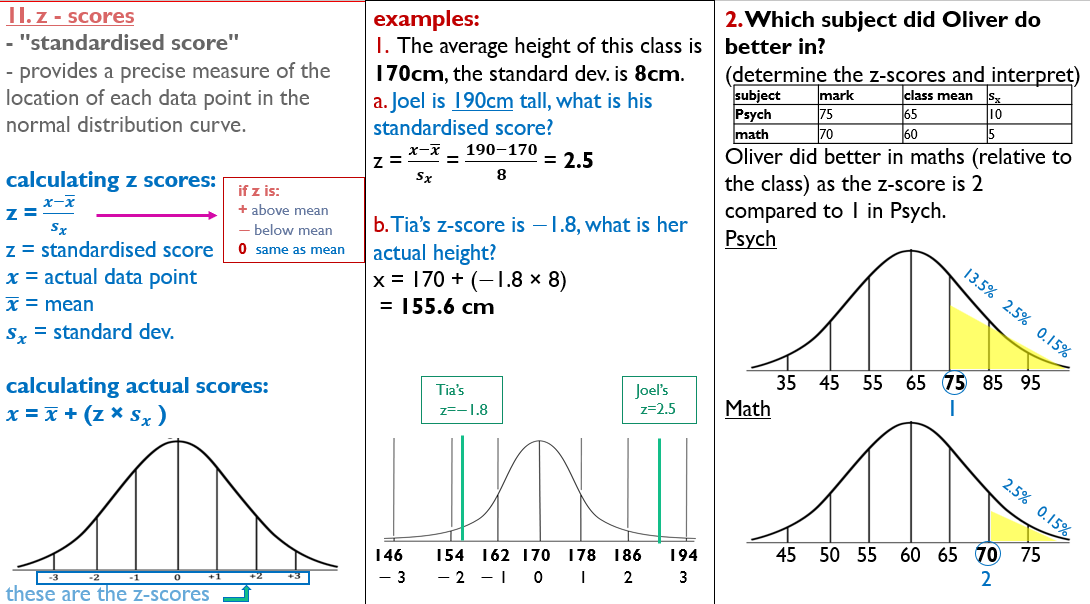 11. z - scores
- "standardised score"
- provides a precise measure of the
location of each data point in the
normal distribution curve.
calculating z scores:
z = x−x̅ / sₓ
if z is:
+ above mean
− below mean
0 same as mean
z = standardised score
x = actual data point
x̅ = mean
sₓ = standard dev.
calculating actual scores:
x = x̅ + (z × sₓ )
-3 -2 -1 0 +1 +2 +3
these are the z-scores
examples:
1. The average height of this class is
170cm, the standard dev. is 8cm.
a. Joel is 190cm tall, what is his
standardised score?
z = x−x̅ / sₓ = 190−170 / 8 = 2.5
b. Tia's z-score is −1.8, what is her
actual height?
x = 170 + (−1.8 × 8)
= 155.6 cm
Tia's
z=−1.8
Joel's
z=2.5
146 154 162 170 178 186 194
− 3 − 2 − 1 0 1 2 3
2. Which subject did Oliver do
better in?
(determine the z-scores and interpret)
subject mark class mean sₓ
Psych 75 65 10
math 70 60 5
Oliver did better in maths (relative to
the class) as the z-score is 2
compared to 1 in Psych.
Psych
13.5% 2.5% 0.15%
35 45 55 65 75 85 95
1
Math
2.5% 0.15%
45 50 55 60 65 70 75
2